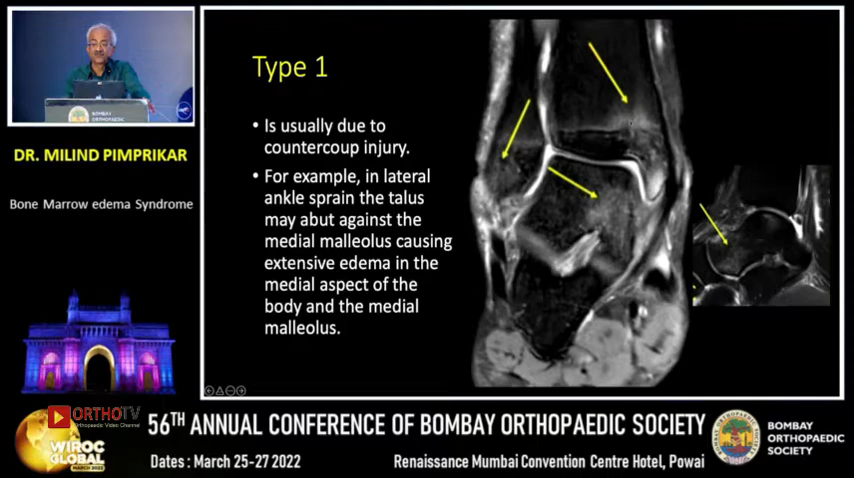 BOMBAY
ORTHOPAEDIC
DR. MILIND PIMPRIKAR
Bone Marrow edema Syndrome
Type 1
• Is usually due to
countercoup injury.
• For example, in lateral
ankle sprain the talus
may abut against the
medial malleolus causing
extensive edema in the
medial aspect of the
body and the medial
malleolus.
ORTHOTV
Orthopaedic Video Channel
WIROC
GLOBAL
MARCH 2022
56TH ANNUAL CONFERENCE OF BOMBAY ORTHOPAEDIC SOCIETY
Dates : March 25-27 2022
Renaissance Mumbai Convention Centre Hotel, Powai
BOMBAY
ORTHOPAEDIC
SOCIETY